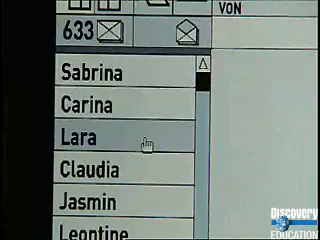 VON
633
Sabrina
Carina
Lara
Claudia
Jasmin
Leontine
Discovery
EDUCATION